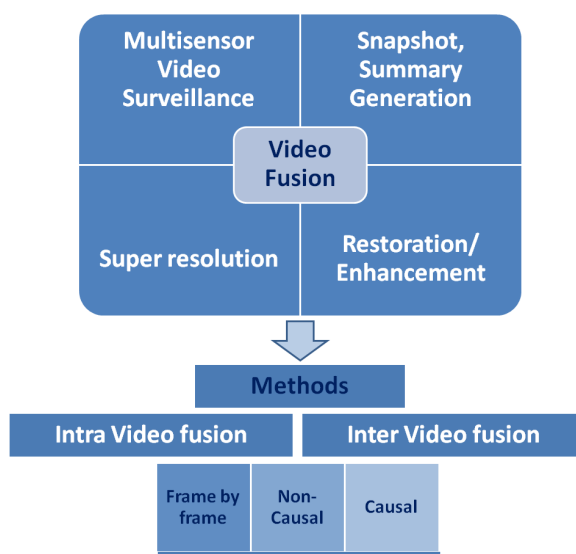 Multisensor
Video
Surveillance
Snapshot,
Summary
Generation
Video
Fusion
Super resolution
Restoration/
Enhancement
Methods
Intra Video fusion
Inter Video fusion
Frame by
frame
Non-
Causal
Causal